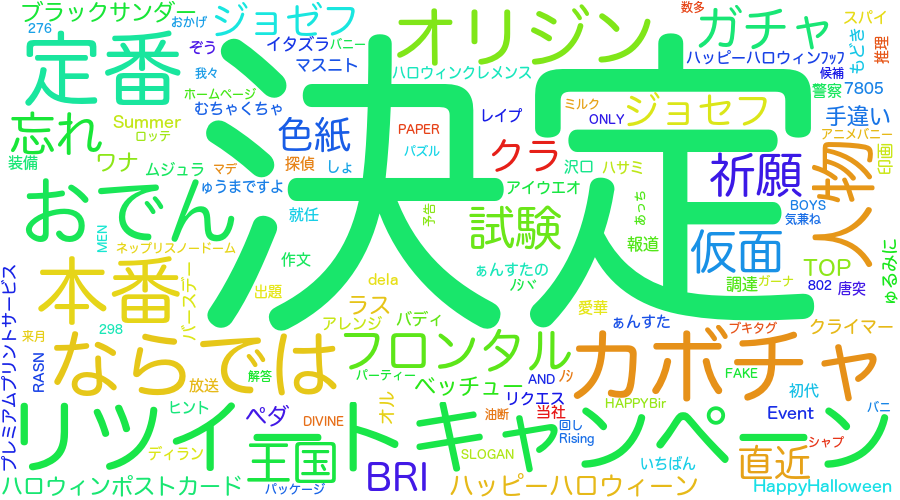 ブラックサンダー
おかげ
ジョゼフ
オリジン
数多
ガチャ
スパイ
276
ぞう
イタズラ
バニー
ハッピーハロウィンフッフ
もどき
推理
定番
我々
マスニト
ハロウィンクレメンス
候補
警察
7805
ホームページ
むちゃくちゃ
レイプ
ミルク
ジョセフ
手違い
忘れ
Summer
ロッテ
色紙
PAPER
ONLY
アニメバニー
決定
装備
ワナ
ムジュラ
マデ
探偵
しょ
パズル
クラ
沢口
ハサミ
祈願
印画
人物
ゅうまですよ
アイウエオ
おでん
就任
予告
試験
あっち
BOYS
気兼ね
MEN
ネップリスノードーム
作文
報道
仮面
ゅるみに
プレミアムプリントサービス
本番
バースデー
出題
dela
ぁんすたの
TOP
調達
ガーナ
802
唐突
ラス
愛華
来月
298
アレンジ
バディ
ぁんすた
ブキタグ
クライマー
RASN
ならでは
フロンタル
カボチャ
放送
解答
パーティー
ベッチュー
AND
FAKE
初代
リツイートキャンペーン
ヒント
ペダ
DIVINE
オル
油断
リクエス
当社
HAPPYBir
Event
バニ
ディラン
王国
回し
Rising
シャプ
SLOGAN
いちばん
直近
ハロウィンポストカード
パッケージ
BRI
ハッピーハロウィーン
HappyHalloween